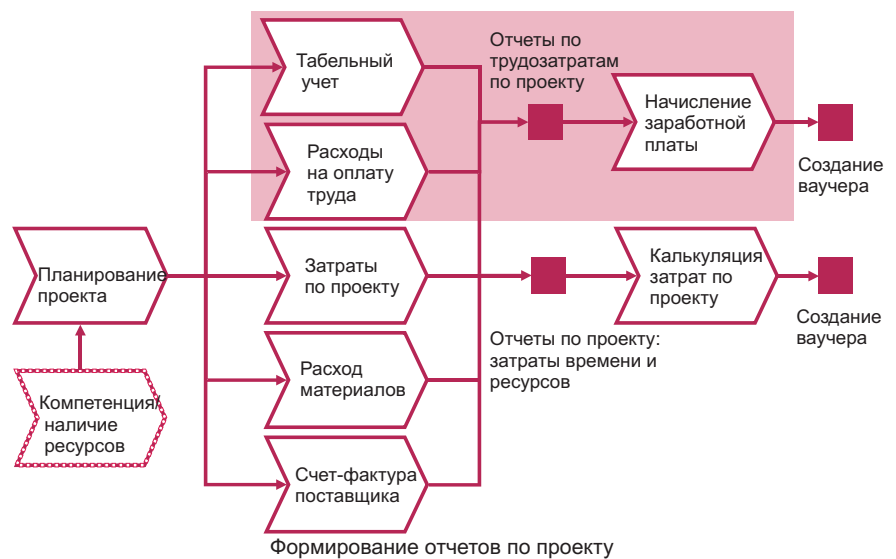 Табельный
учет
Отчеты по
трудозатратам
по проекту
Начисление
заработной
платы
Создание
ваучера
Расходы
на оплату
труда
Планирование
проекта
Затраты
по проекту
Калькуляция
затрат по
проекту
Создание
ваучера
Отчеты по проекту:
затраты времени и
ресурсов
Компетенция/
наличие
ресурсов
Расход
материалов
Счет-фактура
поставщика
Формирование отчетов по проекту